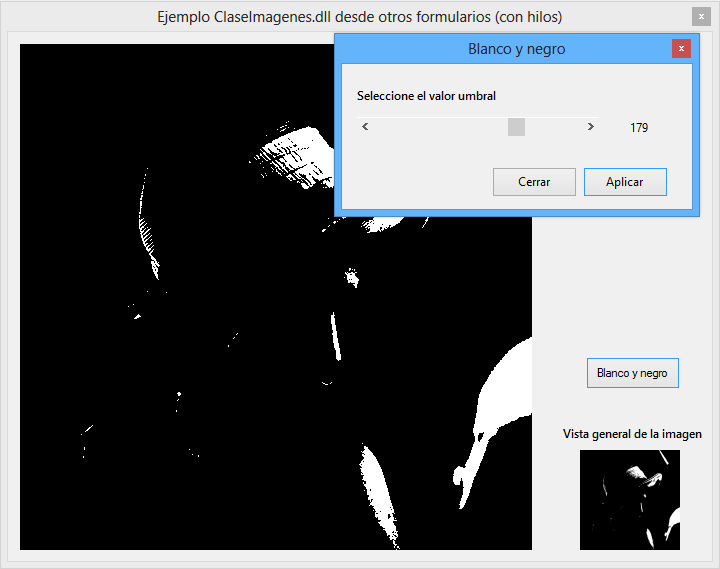 Ejemplo ClaseImagenes.dll desde otros formularios (con hilos)
x
Blanco y negro
x
Seleccione el valor umbral
179
Cerrar
Aplicar
Blanco y negro
Vista general de la imagen